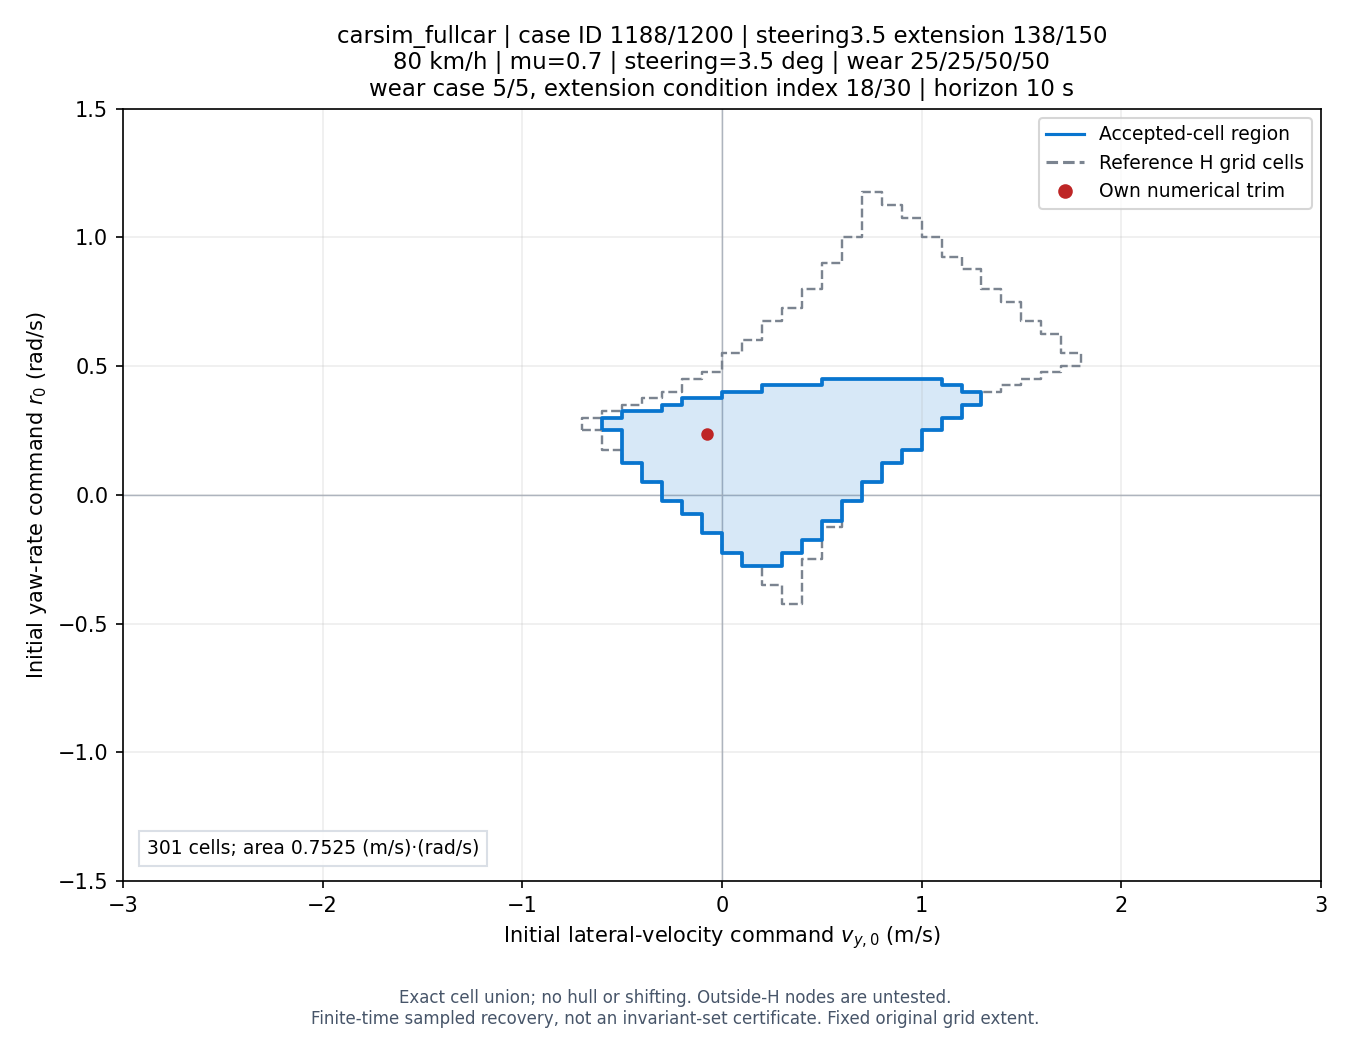 carsim_fullcar | case ID 1188/1200 | steering3.5 extension 138/150
80 km/h | mu=0.7 | steering=3.5 deg | wear 25/25/50/50
wear case 5/5, extension condition index 18/30 | horizon 10 s
Accepted-cell region
Reference H grid cells
Own numerical trim
1.5
1.0
0.5
0.0
−0.5
−1.0
−1.5
Initial yaw-rate command r0 (rad/s)
301 cells; area 0.7525 (m/s)·(rad/s)
−3
−2
−1
0
1
2
3
Initial lateral-velocity command vy,0 (m/s)
Exact cell union; no hull or shifting. Outside-H nodes are untested.
Finite-time sampled recovery, not an invariant-set certificate. Fixed original grid extent.